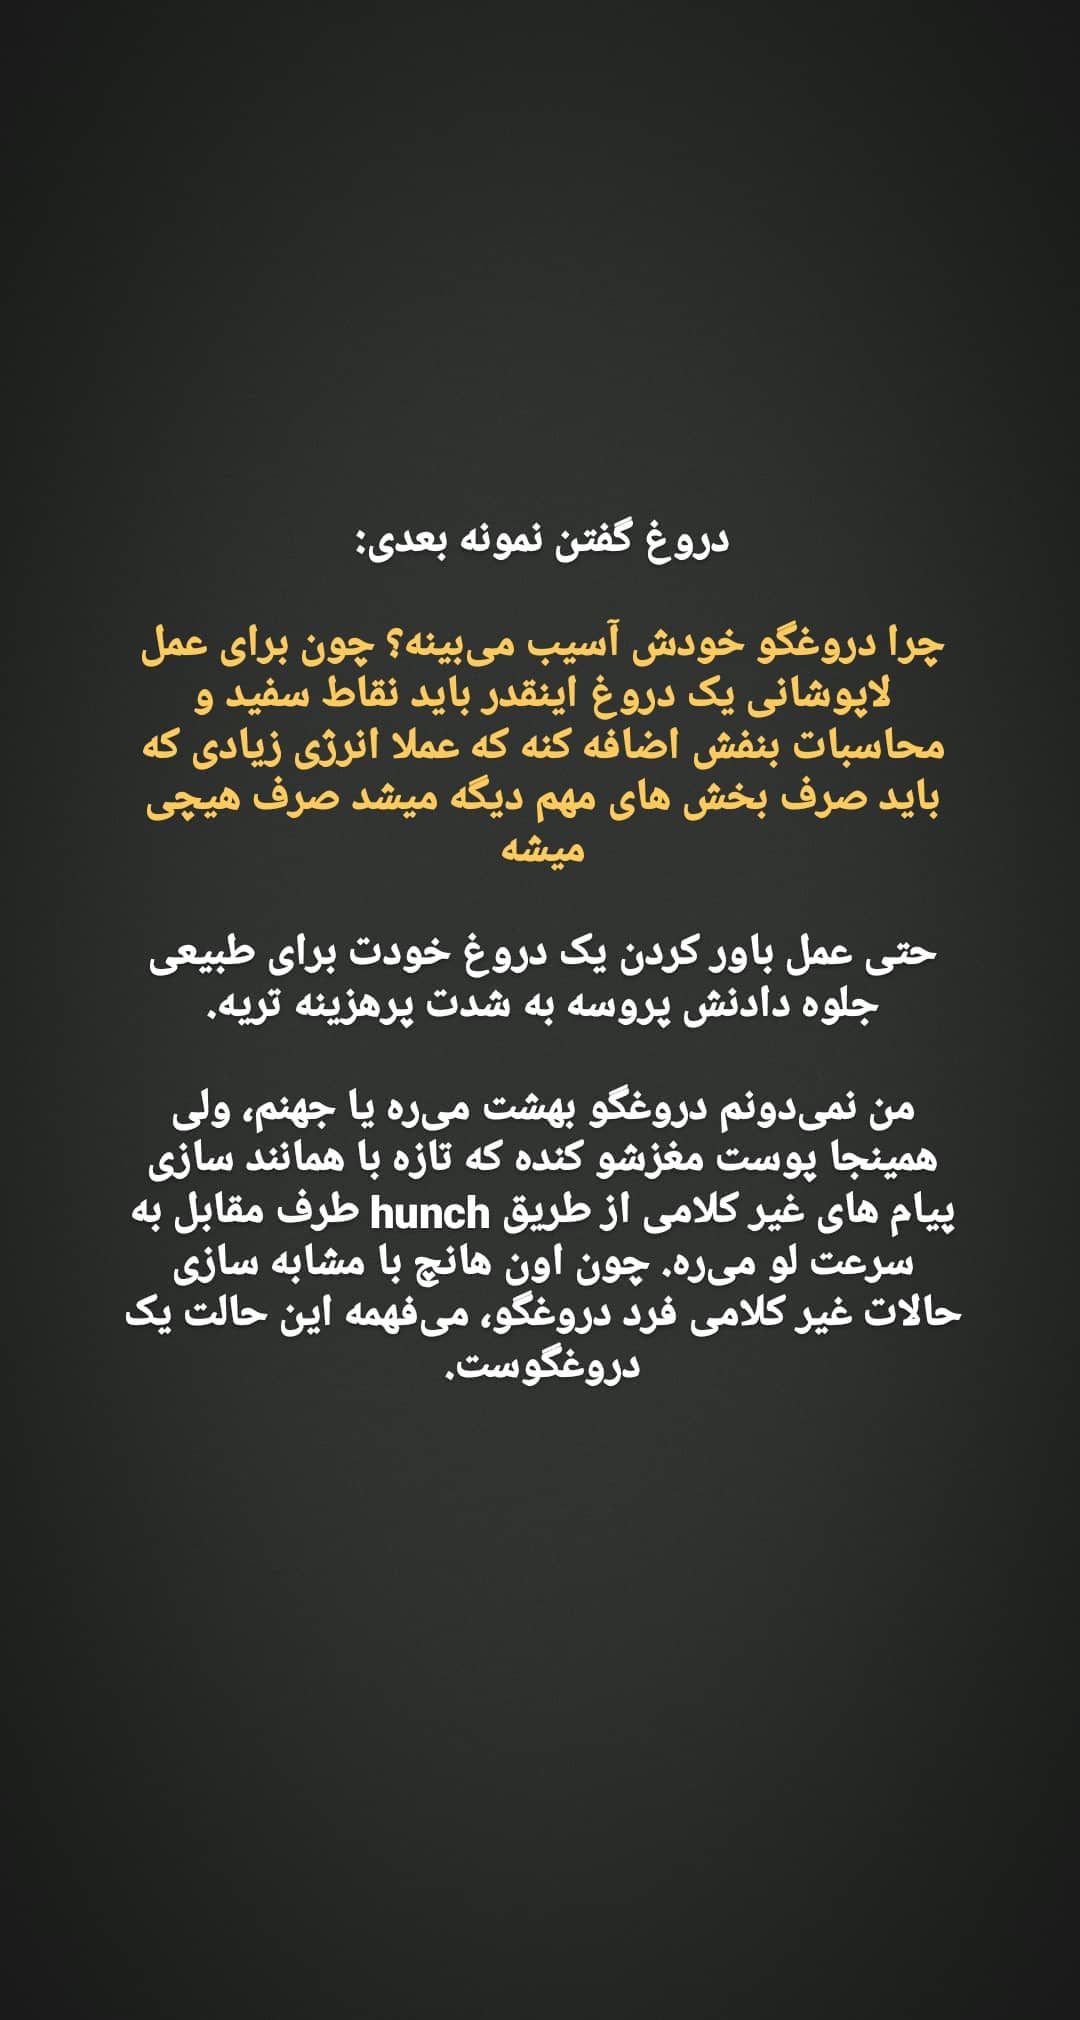 دروغ گفتن نمونه بعدی:
چرا دروغگو خودش آسیب می‌بینه؟ چون برای عمل
لاپوشانی یک دروغ اینقدر باید نقاط سفید و
محاسبات بنفش اضافه کنه که عملا انرژی زیادی که
باید صرف بخش های مهم دیگه میشد صرف هیچی
میشه
حتی عمل باور کردن یک دروغ خودت برای طبیعی
جلوه دادنش پروسه به شدت پرهزینه تریه.
من نمی‌دونم دروغگو بهشت می‌ره یا جهنم، ولی
همینجا پوست مغزشو کنده که تازه با همانند سازی
پیام های غیر کلامی از طریق hunch طرف مقابل به
سرعت لو می‌ره. چون اون هانچ با مشابه سازی
حالات غیر کلامی فرد دروغگو، می‌فهمه این حالت یک
دروغگوست.